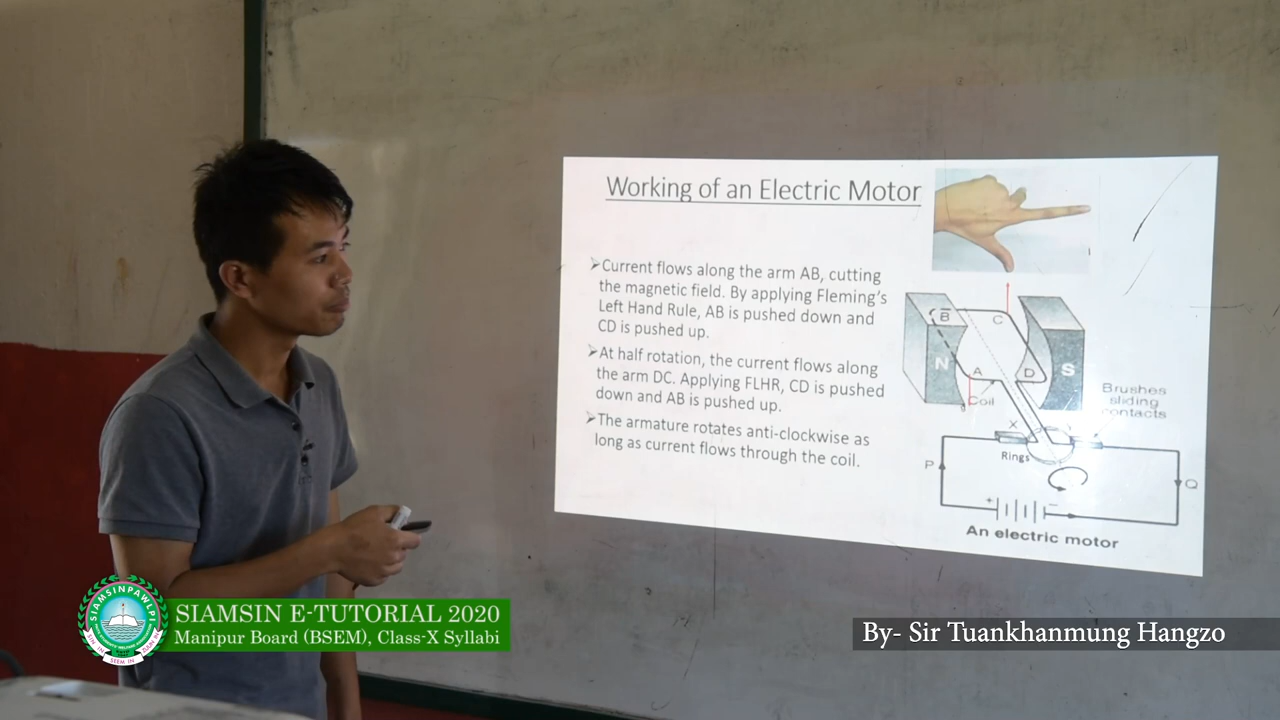 Working of an Electric Motor
➢Current flows along the arm AB, cutting
the magnetic field. By applying Fleming's
Left Hand Rule, AB is pushed down and
CD is pushed up.
➢At half rotation, the current flows along
the arm DC. Applying FLHR, CD is pushed
down and AB is pushed up.
➢The armature rotates anti-clockwise as
long as current flows through the coil.
B
C
N
A
D
S
Coil
Brushes
sliding
contacts
X
Rings
P
Q
+
−
An electric motor
SIAMSINPAWLPI
SEEM IN
SIAMSIN E-TUTORIAL 2020
Manipur Board (BSEM), Class-X Syllabi
By- Sir Tuankhanmung Hangzo